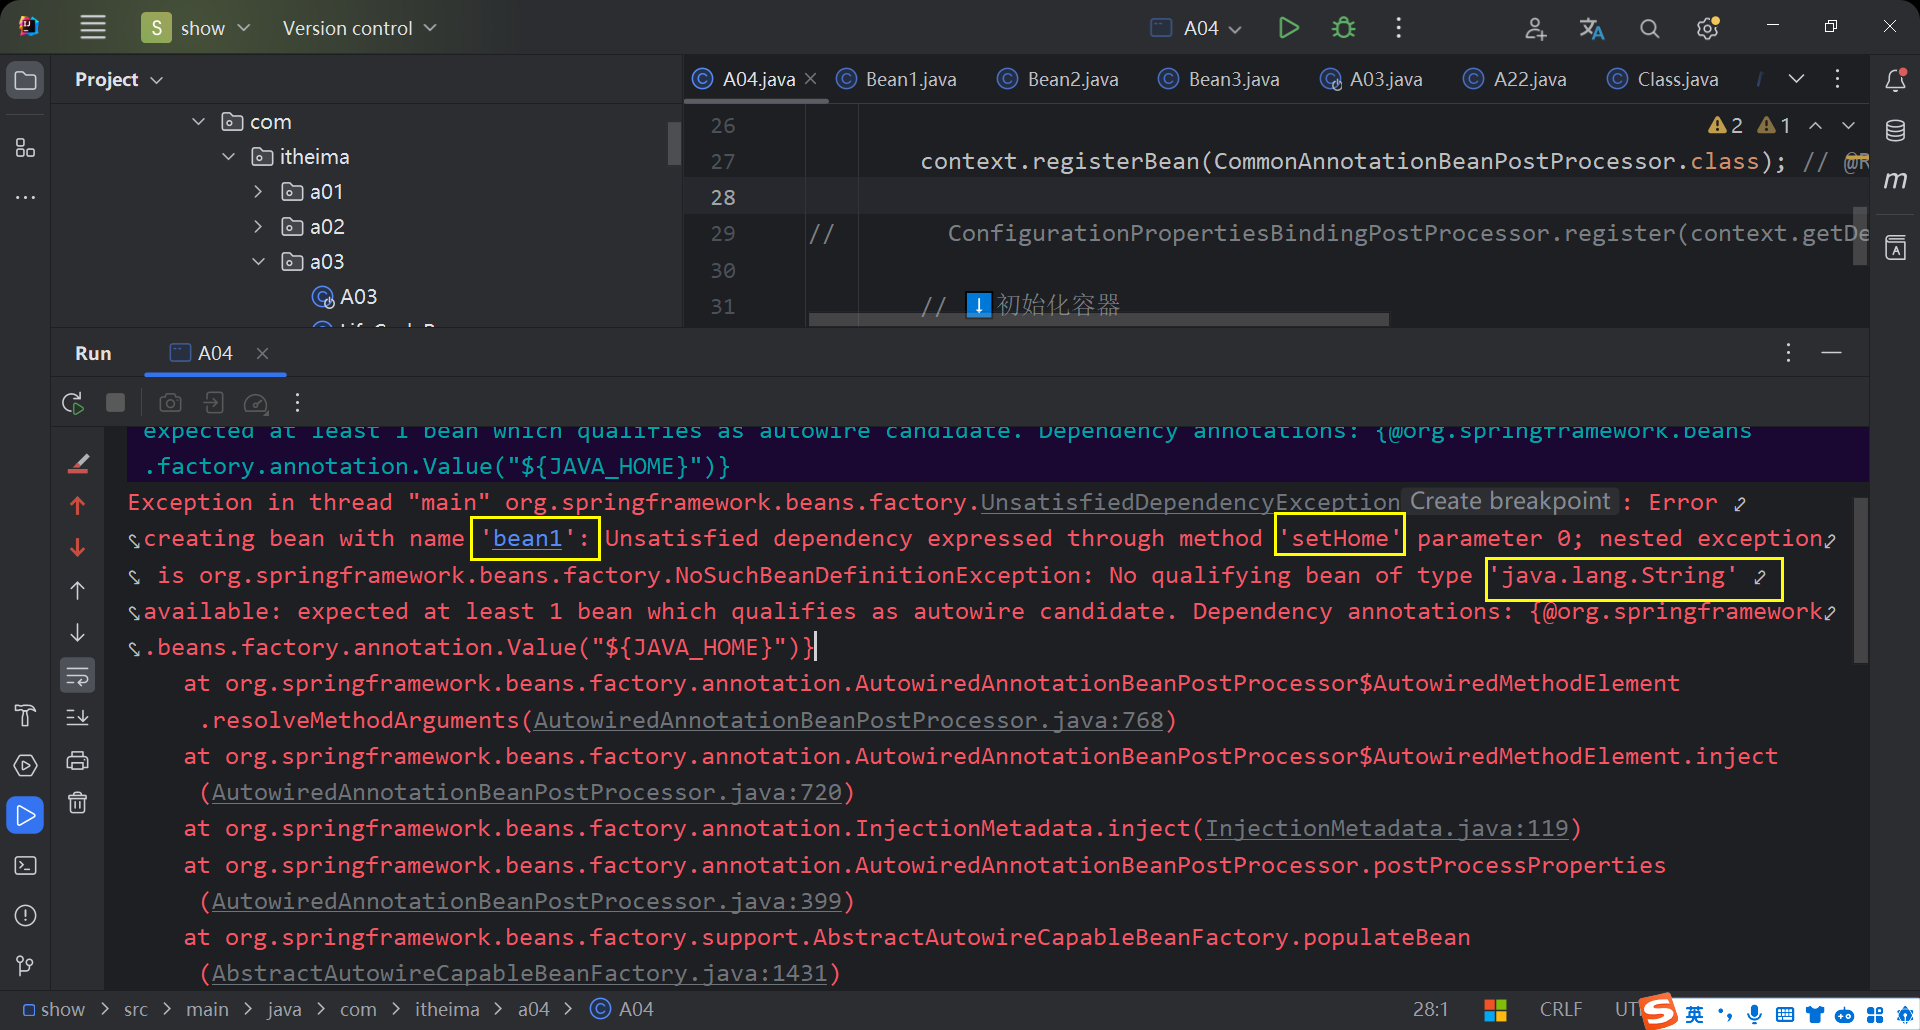 S show Version control A04
Project
A04.java Bean1.java Bean2.java Bean3.java A03.java A22.java Class.java
com
itheima
a01
a02
a03
A03
26 2 1
27 context.registerBean(CommonAnnotationBeanPostProcessor.class); // @R
28
29 // ConfigurationPropertiesBindingPostProcessor.register(context.getDe
30
31 // ⬇️初始化容器
Run A04
expected at least 1 bean which qualifies as autowire candidate. Dependency annotations: {@org.springframework.beans
.factory.annotation.Value("${JAVA_HOME}")}
Exception in thread "main" org.springframework.beans.factory.UnsatisfiedDependencyException Create breakpoint : Error
creating bean with name 'bean1': Unsatisfied dependency expressed through method 'setHome' parameter 0; nested exception
is org.springframework.beans.factory.NoSuchBeanDefinitionException: No qualifying bean of type 'java.lang.String'
available: expected at least 1 bean which qualifies as autowire candidate. Dependency annotations: {@org.springframework
.beans.factory.annotation.Value("${JAVA_HOME}")}
at org.springframework.beans.factory.annotation.AutowiredAnnotationBeanPostProcessor$AutowiredMethodElement
.resolveMethodArguments(AutowiredAnnotationBeanPostProcessor.java:768)
at org.springframework.beans.factory.annotation.AutowiredAnnotationBeanPostProcessor$AutowiredMethodElement.inject
(AutowiredAnnotationBeanPostProcessor.java:720)
at org.springframework.beans.factory.annotation.InjectionMetadata.inject(InjectionMetadata.java:119)
at org.springframework.beans.factory.annotation.AutowiredAnnotationBeanPostProcessor.postProcessProperties
(AutowiredAnnotationBeanPostProcessor.java:399)
at org.springframework.beans.factory.support.AbstractAutowireCapableBeanFactory.populateBean
(AbstractAutowireCapableBeanFactory.java:1431)
show > src > main > java > com > itheima > a04 > A04 28:1 CRLF 英